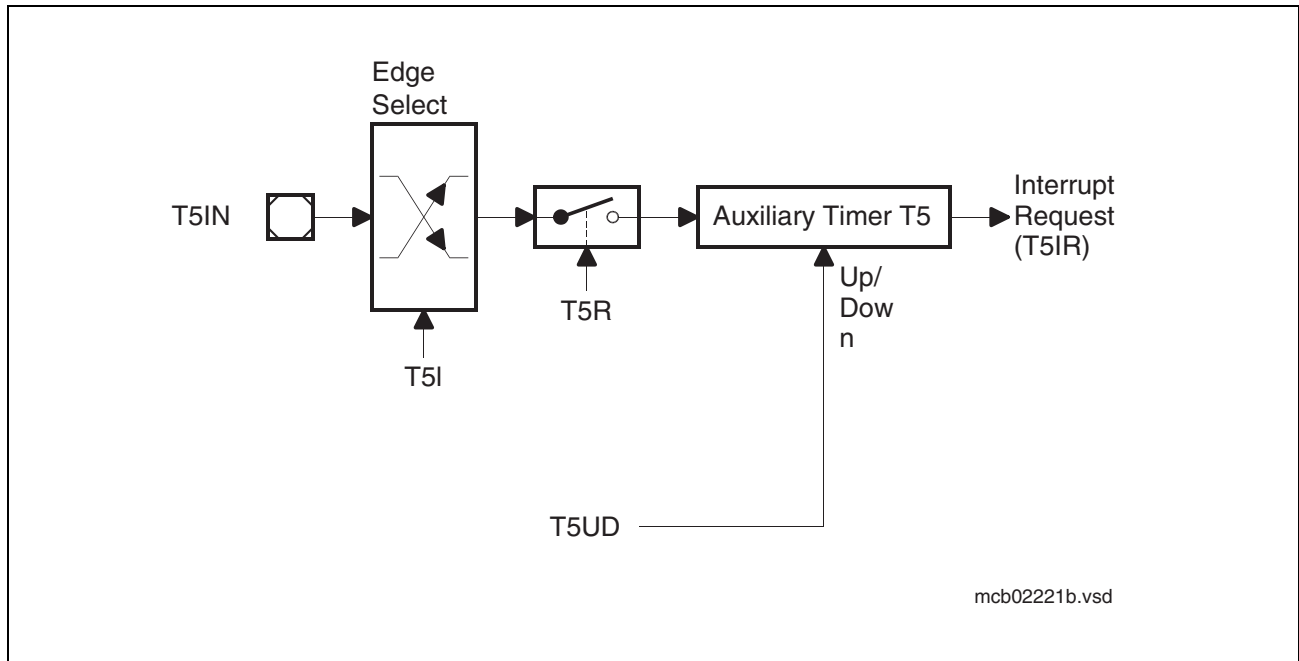 Edge
Select
T5IN
Auxiliary Timer T5
Interrupt
Request
(T5IR)
T5R
Up/
Dow
n
T5I
T5UD
mcb02221b.vsd